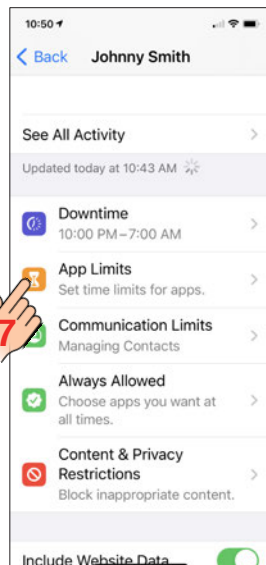 10:50
Back Johnny Smith
See All Activity
Updated today at 10:43 AM
Downtime
10:00 PM–7:00 AM
App Limits
Set time limits for apps.
7
Communication Limits
Managing Contacts
Always Allowed
Choose apps you want at
all times.
Content & Privacy
Restrictions
Block inappropriate content.
Include Website Data